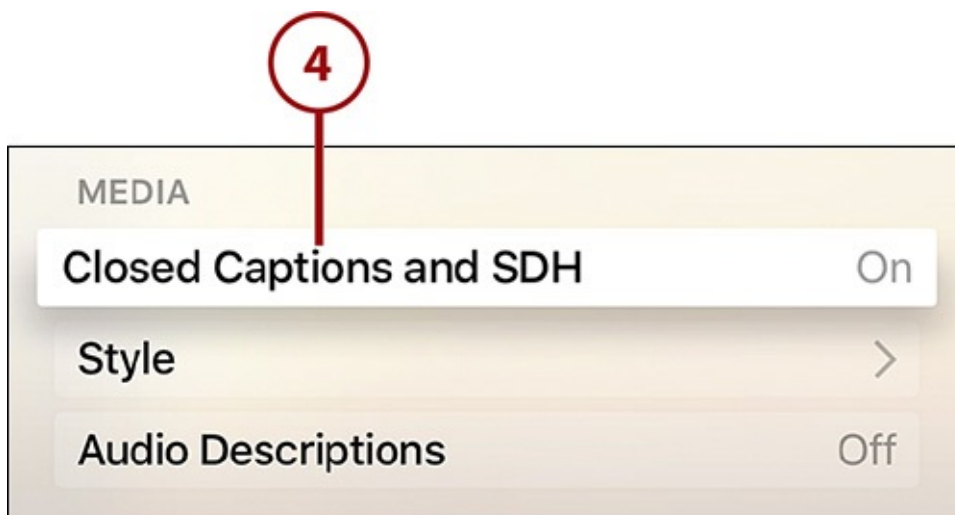 4
MEDIA
Closed Captions and SDH On
Style
Audio Descriptions Off